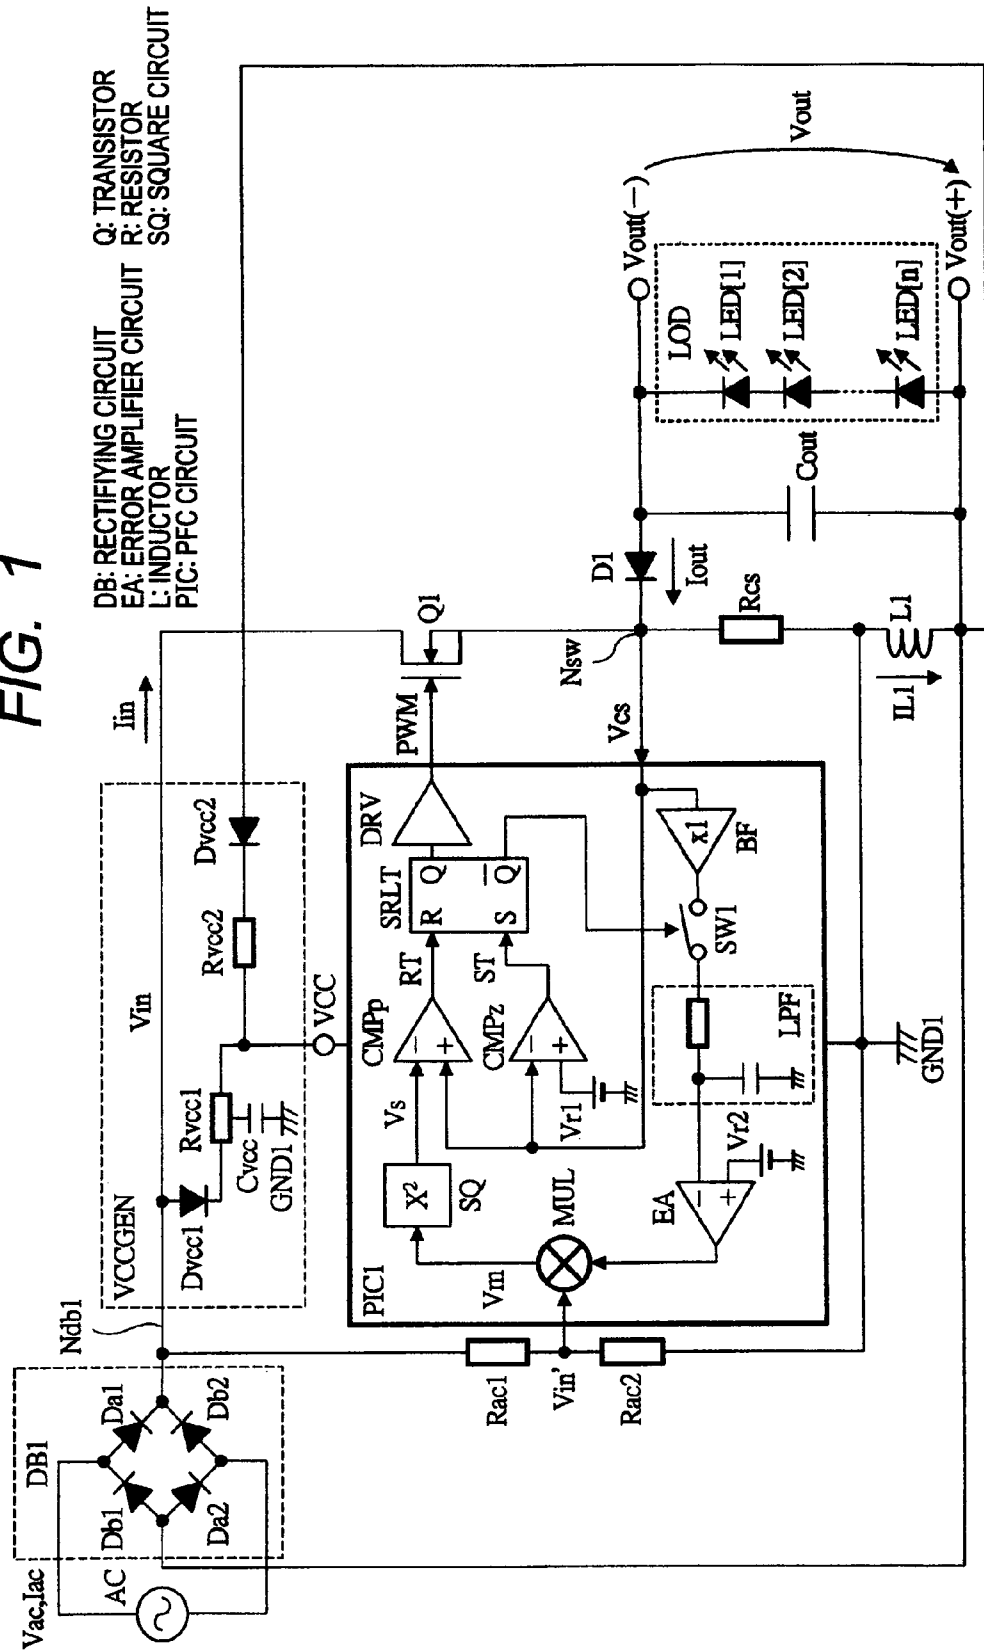 FIG. 1
DB: RECTIFIYING CIRCUIT
EA: ERROR AMPLIFIER CIRCUIT
L: INDUCTOR
PIC: PFC CIRCUIT
Q: TRANSISTOR
R: RESISTOR
SQ: SQUARE CIRCUIT
Vac,Iac
AC
DB1
Da1
Db2
Db1
Da2
Ndb1
VCCGEN
Dvcc1
Rvcc1
Cvcc
GND1
Vin
Rvcc2
Dvcc2
VCC
Iin
PIC1
Vm
X²
SQ
Vs
CMPp
−
+
RT
SRLT
R Q
S Q̅
DRV
PWM
Q1
CMPz
−
+
ST
Vr1
MUL
Rac1
Vin'
Rac2
EA
−
+
Vr2
LPF
SW1
x1
BF
Vcs
Nsw
D1
Iout
Rcs
L1
IL1
GND1
Cout
LOD
LED[1]
LED[2]
LED[n]
Vout(−)
Vout
Vout(+)